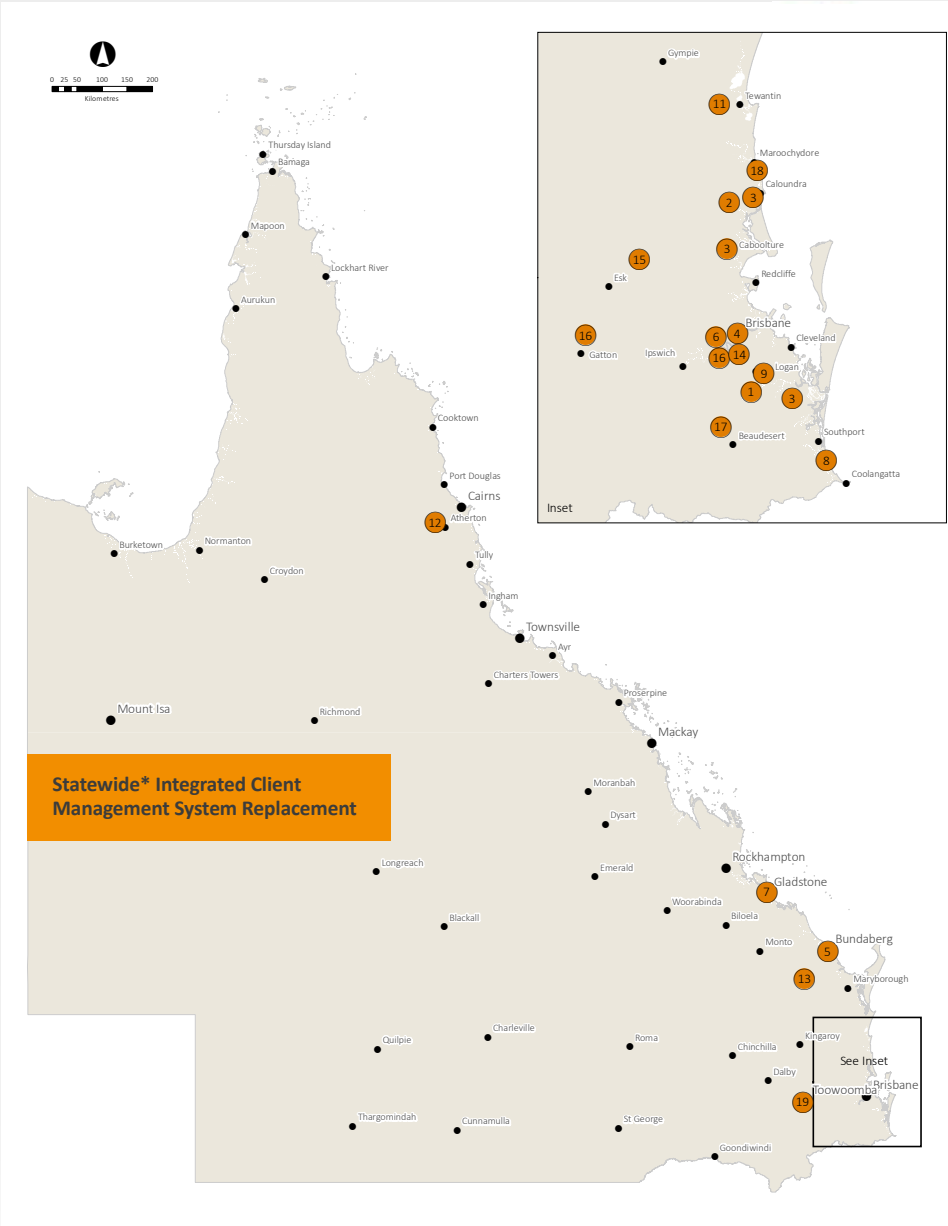 0 25 50 100 150 200
Kilometres
Thursday Island
Bamaga
Mapoon
Lockhart River
Aurukun
Cooktown
Port Douglas
Cairns
12
Atherton
Burketown
Normanton
Croydon
Tully
Ingham
Townsville
Ayr
Charters Towers
Proserpine
Mount Isa
Richmond
Mackay
Statewide* Integrated Client
Management System Replacement
Moranbah
Dysart
Longreach
Emerald
Rockhampton
7
Gladstone
Woorabinda
Blackall
Biloela
Monto
5
Bundaberg
13
Maryborough
Quilpie
Charleville
Roma
Chinchilla
Kingaroy
See Inset
Dalby
Toowoomba
Brisbane
19
Thargomindah
Cunnamulla
St George
Goondiwindi
Gympie
11
Tewantin
Maroochydore
18
Caloundra
2
3
3
Caboolture
15
Esk
Redcliffe
16
Gatton
Brisbane
6
4
Cleveland
Ipswich
16
14
Logan
9
1
3
17
Beaudesert
Southport
8
Coolangatta
Inset